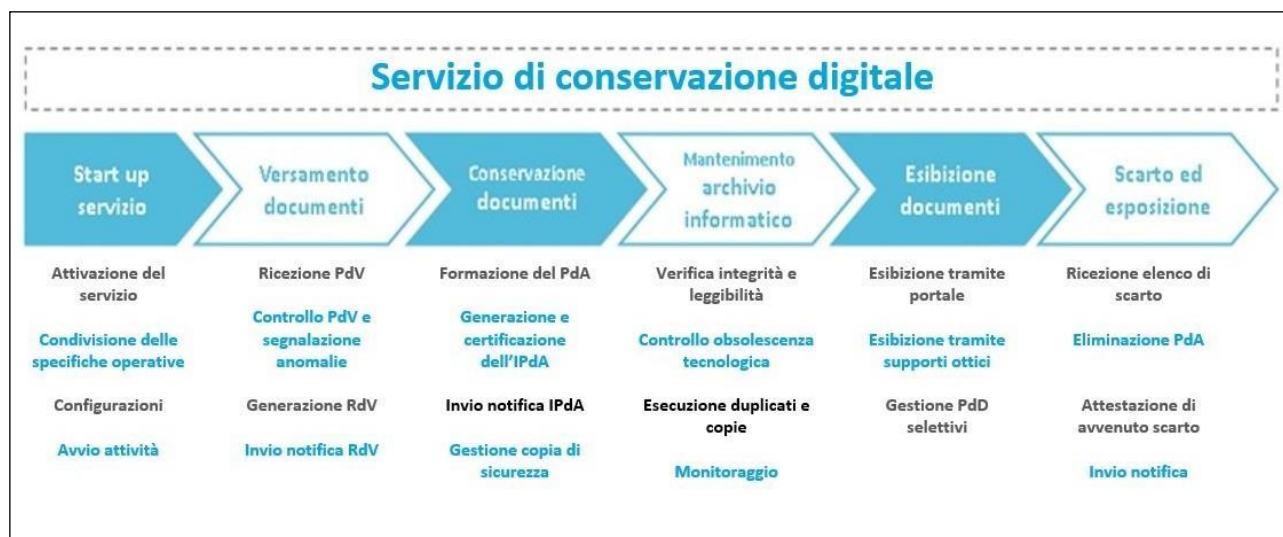 Servizio di conservazione digitale
Start up
servizio
Versamento
documenti
Conservazione
documenti
Mantenimento
archivio
informatico
Esibizione
documenti
Scarto ed
esposizione
Attivazione del
servizio
Condivisione delle
specifiche operative
Configurazioni
Avvio attività
Ricezione PdV
Controllo PdV e
segnalazione
anomalie
Generazione RdV
Invio notifica RdV
Formazione del PdA
Generazione e
certificazione
dell'IPdA
Invio notifica IPdA
Gestione copia di
sicurezza
Verifica integrità e
leggibilità
Controllo obsolescenza
tecnologica
Esecuzione duplicati e
copie
Monitoraggio
Esibizione tramite
portale
Esibizione tramite
supporti ottici
Gestione PdD
selettivi
Ricezione elenco di
scarto
Eliminazione PdA
Attestazione di
avvenuto scarto
Invio notifica